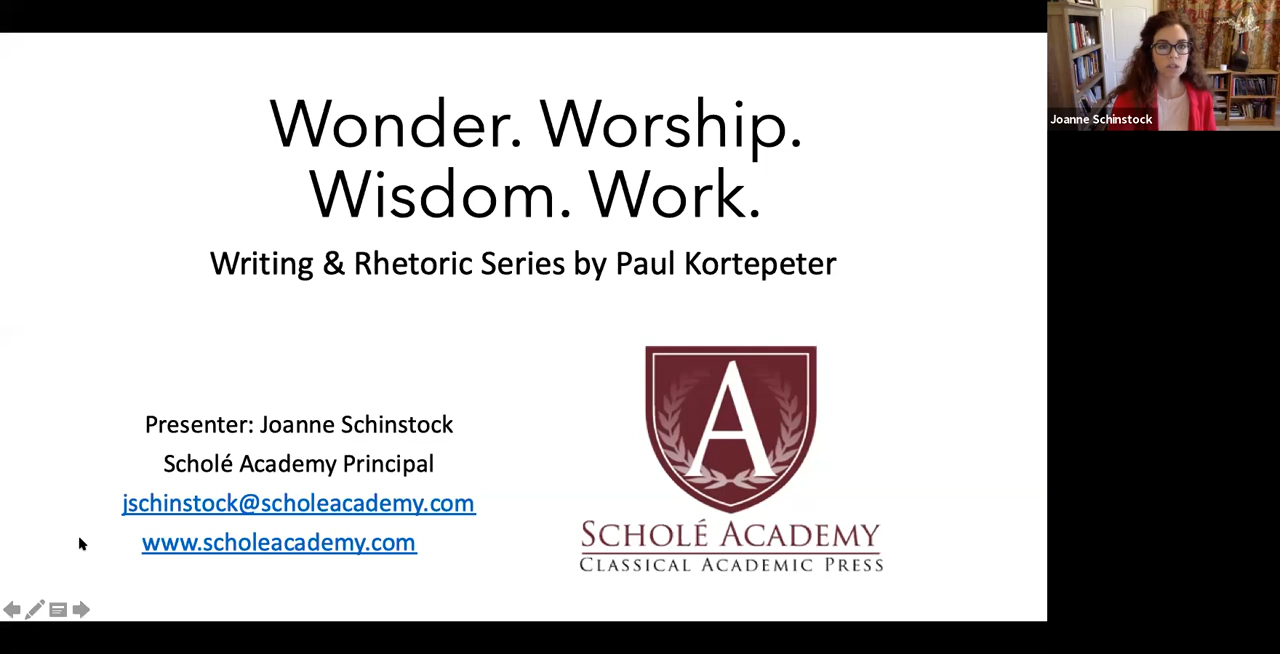 Wonder. Worship.
Wisdom. Work.
Writing & Rhetoric Series by Paul Kortepeter
Presenter: Joanne Schinstock
Scholé Academy Principal
jschinstock@scholeacademy.com
www.scholeacademy.com
A
SCHOLÉ ACADEMY
CLASSICAL ACADEMIC PRESS
Joanne Schinstock